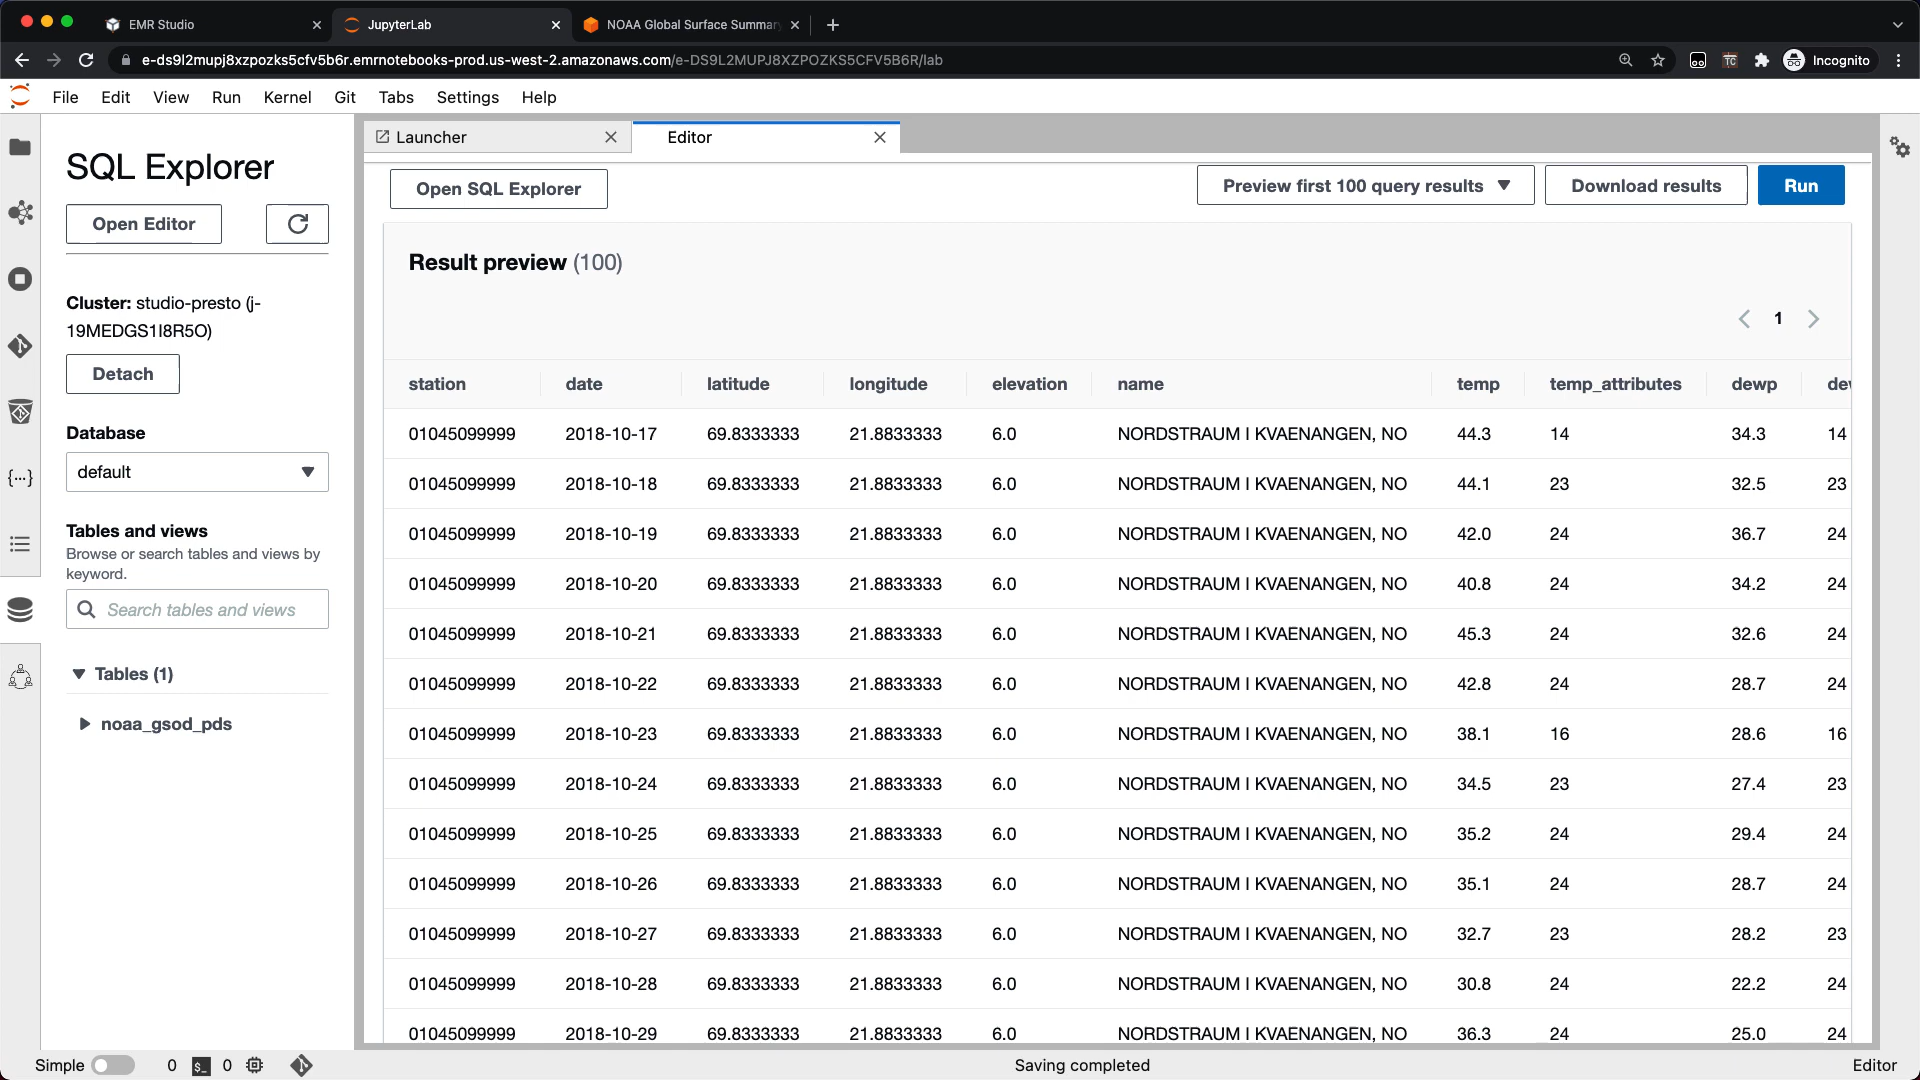 EMR Studio
JupyterLab
NOAA Global Surface Summar
e-ds9l2mupj8xzpozks5cfv5b6r.emrnotebooks-prod.us-west-2.amazonaws.com/e-DS9L2MUPJ8XZPOZKS5CFV5B6R/lab
TC
Incognito
File Edit View Run Kernel Git Tabs Settings Help
SQL Explorer
Open Editor
Cluster: studio-presto (j-
19MEDGS1I8R5O)
Detach
Database
default
Tables and views
Browse or search tables and views by
keyword.
Search tables and views
Tables (1)
noaa_gsod_pds
Launcher
Editor
Open SQL Explorer
Preview first 100 query results
Download results
Run
Result preview (100)
1
station date latitude longitude elevation name temp temp_attributes dewp dew
01045099999 2018-10-17 69.8333333 21.8833333 6.0 NORDSTRAUM I KVAENANGEN, NO 44.3 14 34.3 14
01045099999 2018-10-18 69.8333333 21.8833333 6.0 NORDSTRAUM I KVAENANGEN, NO 44.1 23 32.5 23
01045099999 2018-10-19 69.8333333 21.8833333 6.0 NORDSTRAUM I KVAENANGEN, NO 42.0 24 36.7 24
01045099999 2018-10-20 69.8333333 21.8833333 6.0 NORDSTRAUM I KVAENANGEN, NO 40.8 24 34.2 24
01045099999 2018-10-21 69.8333333 21.8833333 6.0 NORDSTRAUM I KVAENANGEN, NO 45.3 24 32.6 24
01045099999 2018-10-22 69.8333333 21.8833333 6.0 NORDSTRAUM I KVAENANGEN, NO 42.8 24 28.7 24
01045099999 2018-10-23 69.8333333 21.8833333 6.0 NORDSTRAUM I KVAENANGEN, NO 38.1 16 28.6 16
01045099999 2018-10-24 69.8333333 21.8833333 6.0 NORDSTRAUM I KVAENANGEN, NO 34.5 23 27.4 23
01045099999 2018-10-25 69.8333333 21.8833333 6.0 NORDSTRAUM I KVAENANGEN, NO 35.2 24 29.4 24
01045099999 2018-10-26 69.8333333 21.8833333 6.0 NORDSTRAUM I KVAENANGEN, NO 35.1 24 28.7 24
01045099999 2018-10-27 69.8333333 21.8833333 6.0 NORDSTRAUM I KVAENANGEN, NO 32.7 23 28.2 23
01045099999 2018-10-28 69.8333333 21.8833333 6.0 NORDSTRAUM I KVAENANGEN, NO 30.8 24 22.2 24
01045099999 2018-10-29 69.8333333 21.8833333 6.0 NORDSTRAUM I KVAENANGEN, NO 36.3 24 25.0 24
Simple 0 $_ 0 Saving completed Editor